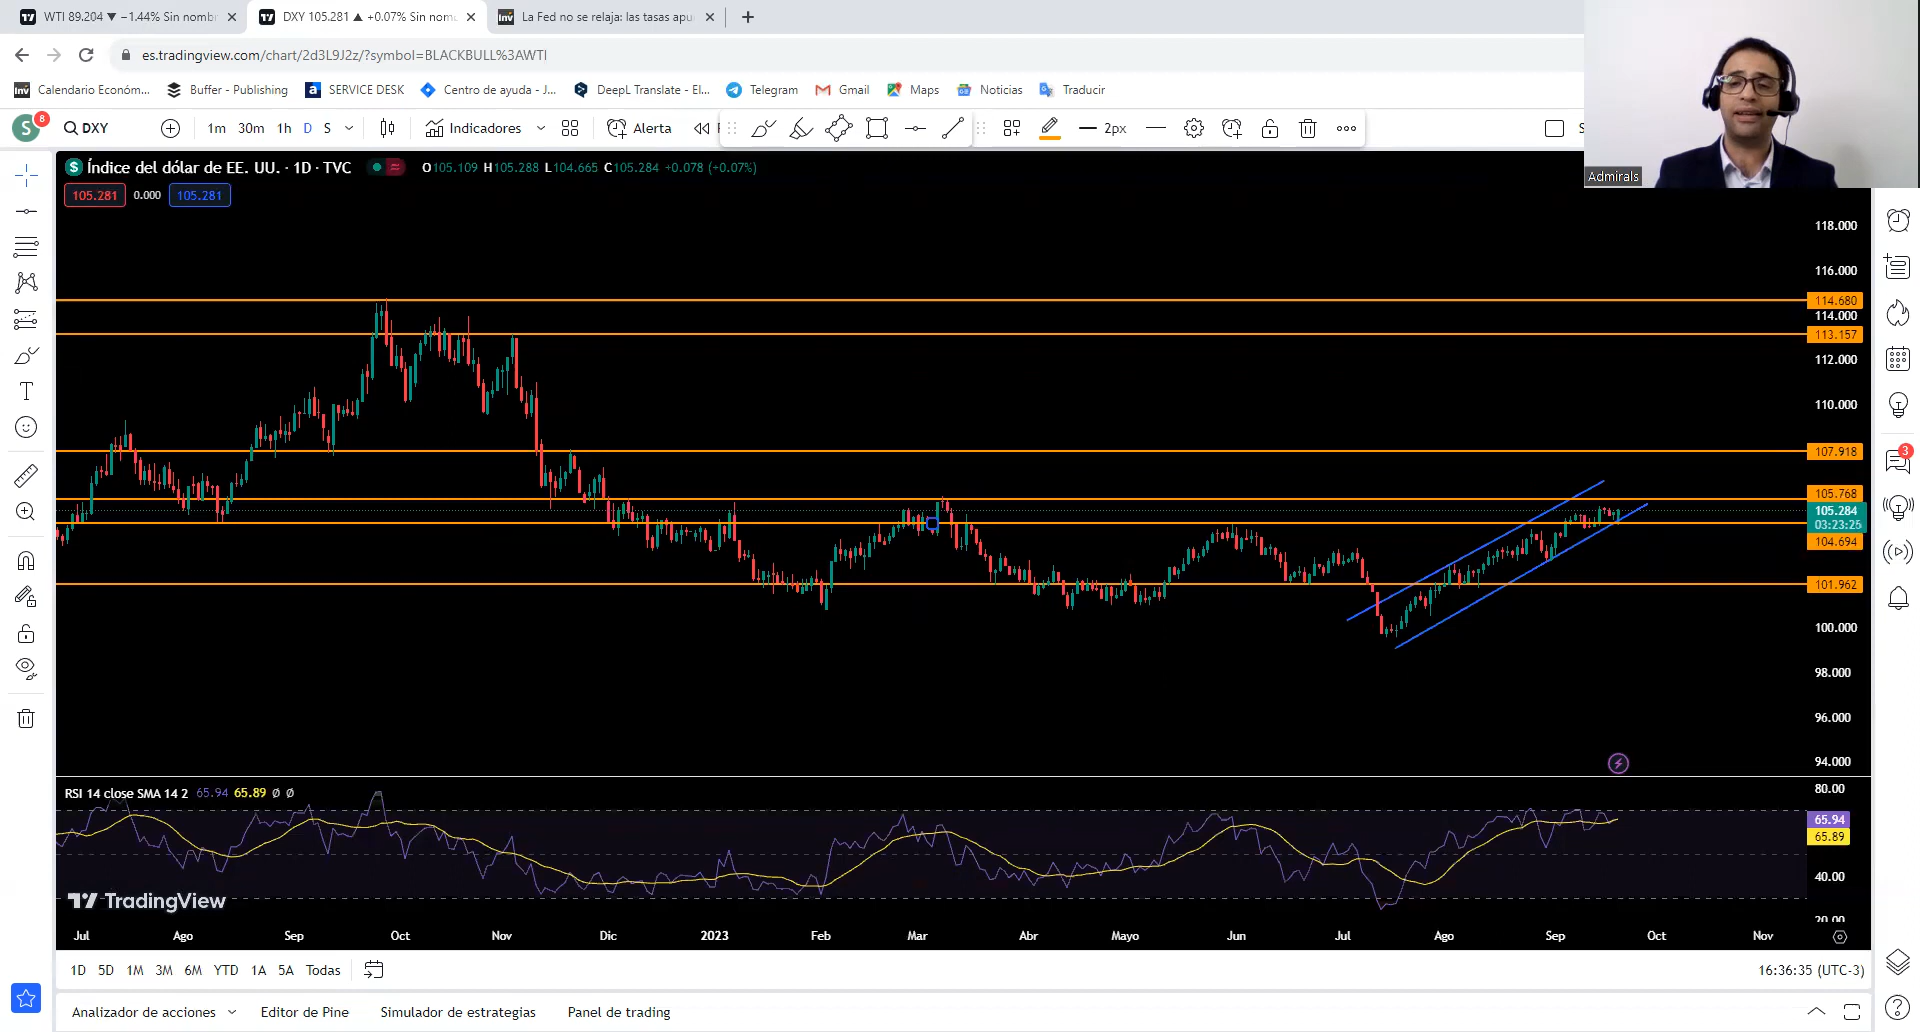 WTI 89.204 ▼ −1.44% Sin nomb
DXY 105.281 ▲ +0.07% Sin nom
La Fed no se relaja: las tasas apu
es.tradingview.com/chart/2d3L9J2z/?symbol=BLACKBULL%3AWTI
Calendario Económ...
Buffer - Publishing
SERVICE DESK
Centro de ayuda - J...
DeepL Translate - El...
Telegram
Gmail
Maps
Noticias
Traducir
S 8
DXY
1m 30m 1h D S
Indicadores
Alerta
2px
Admirals
Índice del dólar de EE. UU. · 1D · TVC
O105.109 H105.288 L104.665 C105.284 +0.078 (+0.07%)
105.281 0.000 105.281
118.000
116.000
114.680
114.000
113.157
112.000
110.000
107.918
105.768
105.284
03:23:25
104.694
101.962
100.000
98.000
96.000
94.000
3
RSI 14 close SMA 14 2 65.94 65.89 Ø Ø
80.00
65.94
65.89
40.00
20.00
TradingView
Jul Ago Sep Oct Nov Dic 2023 Feb Mar Abr Mayo Jun Jul Ago Sep Oct Nov
1D 5D 1M 3M 6M YTD 1A 5A Todas
16:36:35 (UTC-3)
Analizador de acciones
Editor de Pine
Simulador de estrategias
Panel de trading